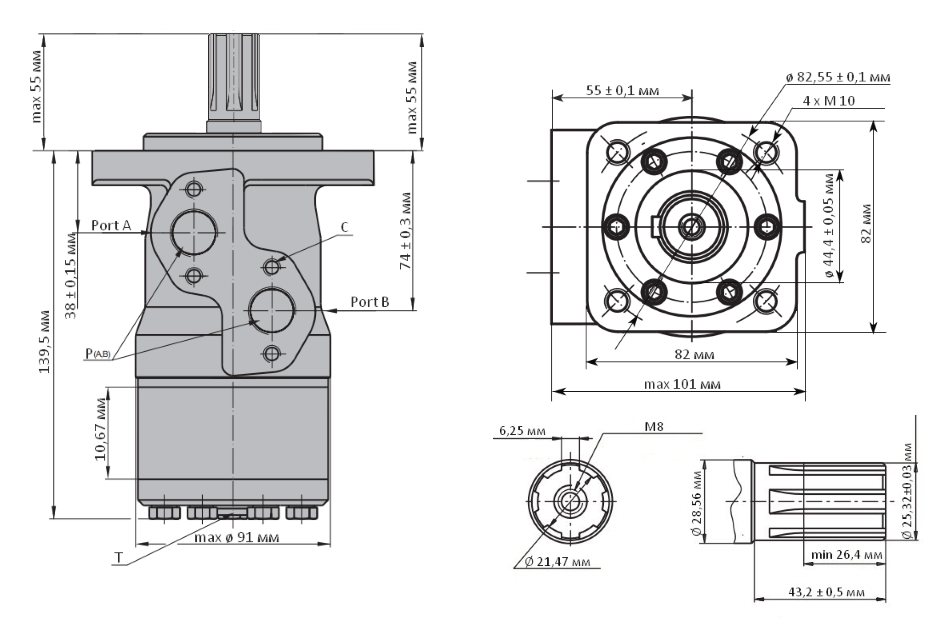 max 55 мм
max 55 мм
Port A
C
Port B
P(A,B)
38 ± 0,15 мм
74 ± 0,3 мм
139,5 мм
10,67 мм
max ø 91 мм
T
55 ± 0,1 мм
ø 82,55 ± 0,1 мм
4 x M 10
ø 44,4 ± 0,05 мм
82 мм
82 мм
max 101 мм
6,25 мм
M8
Ø 21,47 мм
Ø 28,56 мм
Ø 25,32±0,03 мм
min 26,4 мм
43,2 ± 0,5 мм